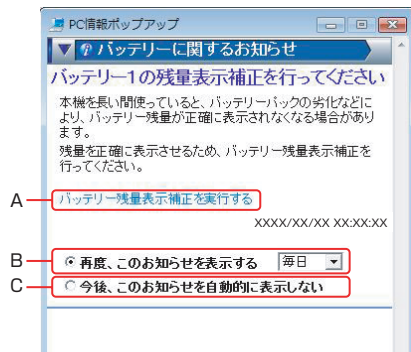 PC情報ポップアップ
バッテリーに関するお知らせ
バッテリー1の残量表示補正を行ってください
本機を長い間使っていると、バッテリーパックの劣化などに
より、バッテリー残量が正確に表示されなくなる場合があり
ます。
残量を正確に表示させるため、バッテリー残量表示補正を
行ってください。
A
バッテリー残量表示補正を実行する
XXXX/XX/XX XX:XX:XX
B
再度、このお知らせを表示する 毎日
C
今後、このお知らせを自動的に表示しない